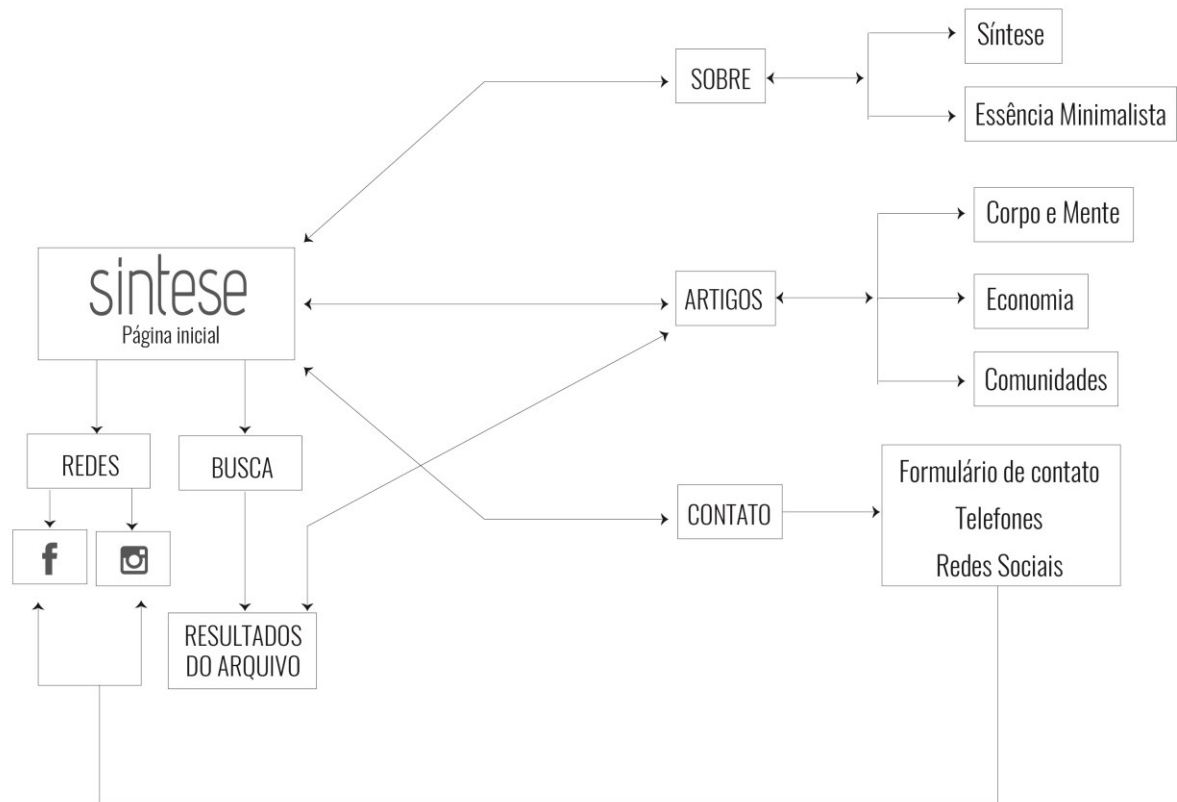 SOBRE
Síntese
Essência Minimalista
sintese
Página inicial
ARTIGOS
Corpo e Mente
Economia
Comunidades
REDES
BUSCA
f
RESULTADOS
DO ARQUIVO
CONTATO
Formulário de contato
Telefones
Redes Sociais